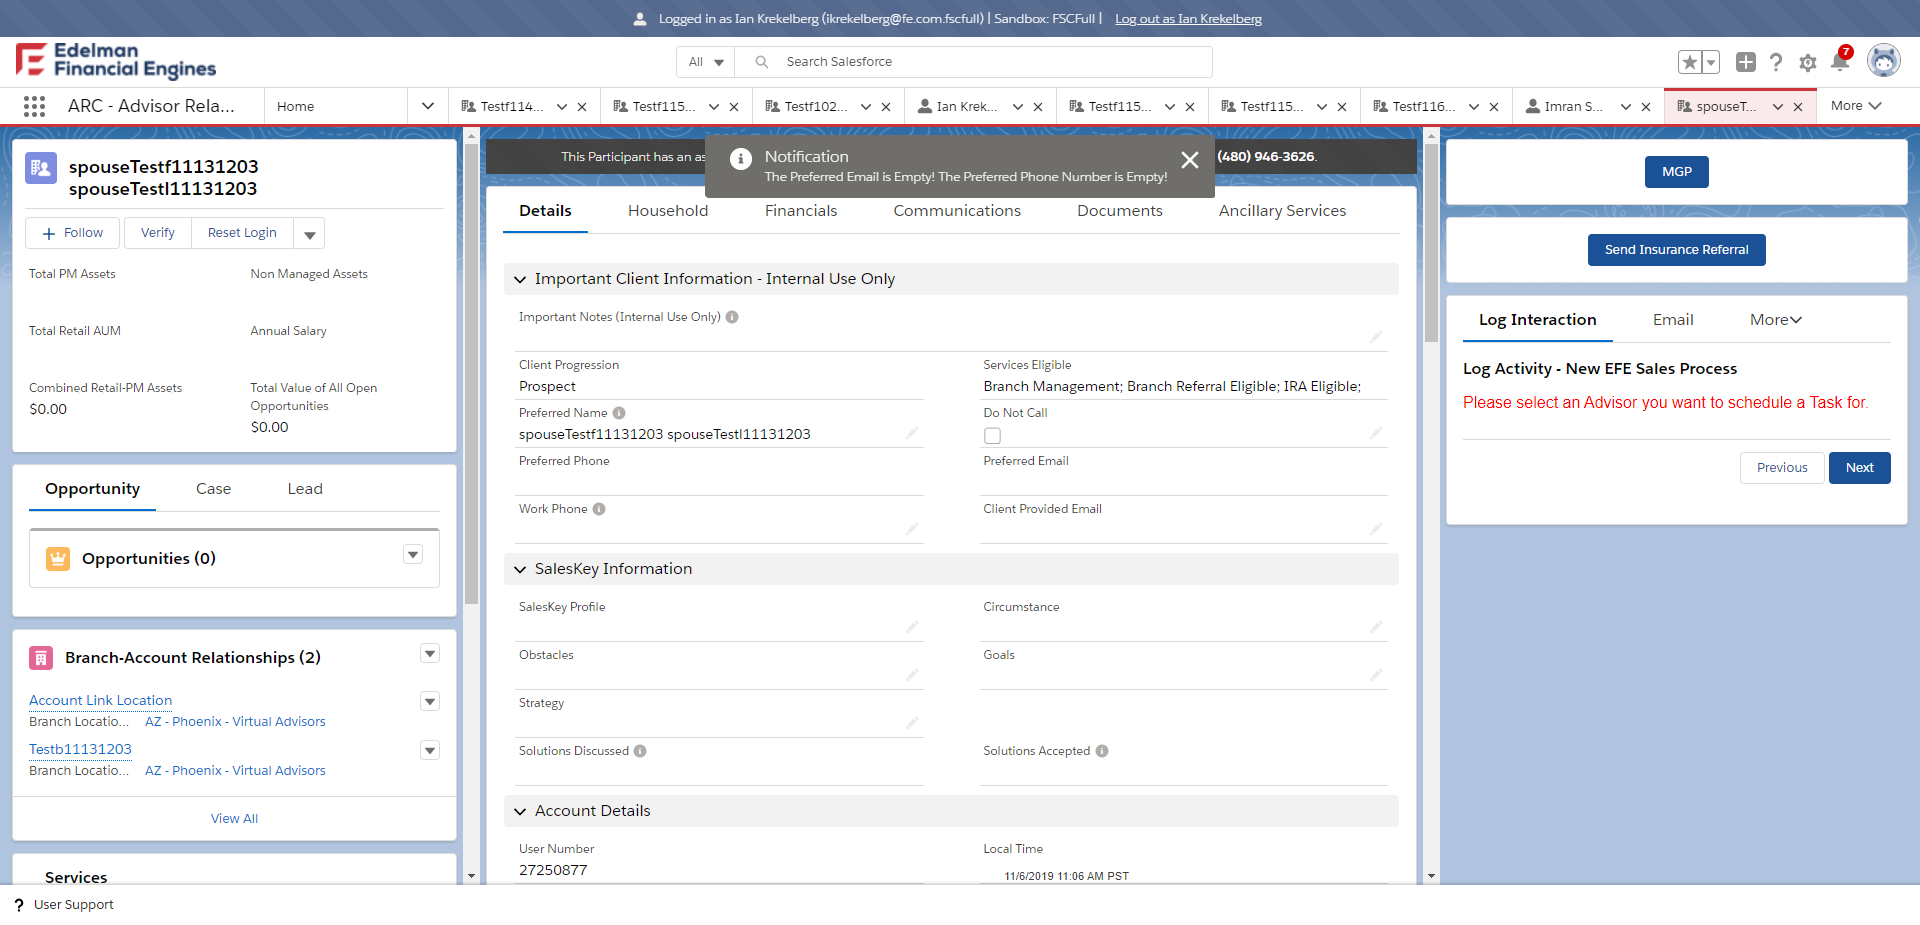 Logged in as Ian Krekelberg (ikrekelberg@fe.com.fscfull) | Sandbox: FSCFull | Log out as Ian Krekelberg
Edelman
Financial Engines
All
Search Salesforce
7
ARC - Advisor Rela...
Home
Testf114...
Testf115...
Testf102...
Ian Krek...
Testf115...
Testf115...
Testf116...
Imran S...
spouseT...
More
spouseTestf11131203
spouseTestl11131203
Follow
Verify
Reset Login
Total PM Assets
Non Managed Assets
Total Retail AUM
Annual Salary
Combined Retail-PM Assets
$0.00
Total Value of All Open
Opportunities
$0.00
Opportunity
Case
Lead
Opportunities (0)
Branch-Account Relationships (2)
Account Link Location
Branch Locatio... AZ - Phoenix - Virtual Advisors
Testb11131203
Branch Locatio... AZ - Phoenix - Virtual Advisors
View All
Services
This Participant has an as
(480) 946-3626.
Notification
The Preferred Email is Empty! The Preferred Phone Number is Empty!
Details
Household
Financials
Communications
Documents
Ancillary Services
Important Client Information - Internal Use Only
Important Notes (Internal Use Only)
Client Progression
Prospect
Services Eligible
Branch Management; Branch Referral Eligible; IRA Eligible;
Preferred Name
spouseTestf11131203 spouseTestl11131203
Do Not Call
Preferred Phone
Preferred Email
Work Phone
Client Provided Email
SalesKey Information
SalesKey Profile
Circumstance
Obstacles
Goals
Strategy
Solutions Discussed
Solutions Accepted
Account Details
User Number
27250877
Local Time
11/6/2019 11:06 AM PST
MGP
Send Insurance Referral
Log Interaction
Email
More
Log Activity - New EFE Sales Process
Please select an Advisor you want to schedule a Task for.
Previous
Next
User Support